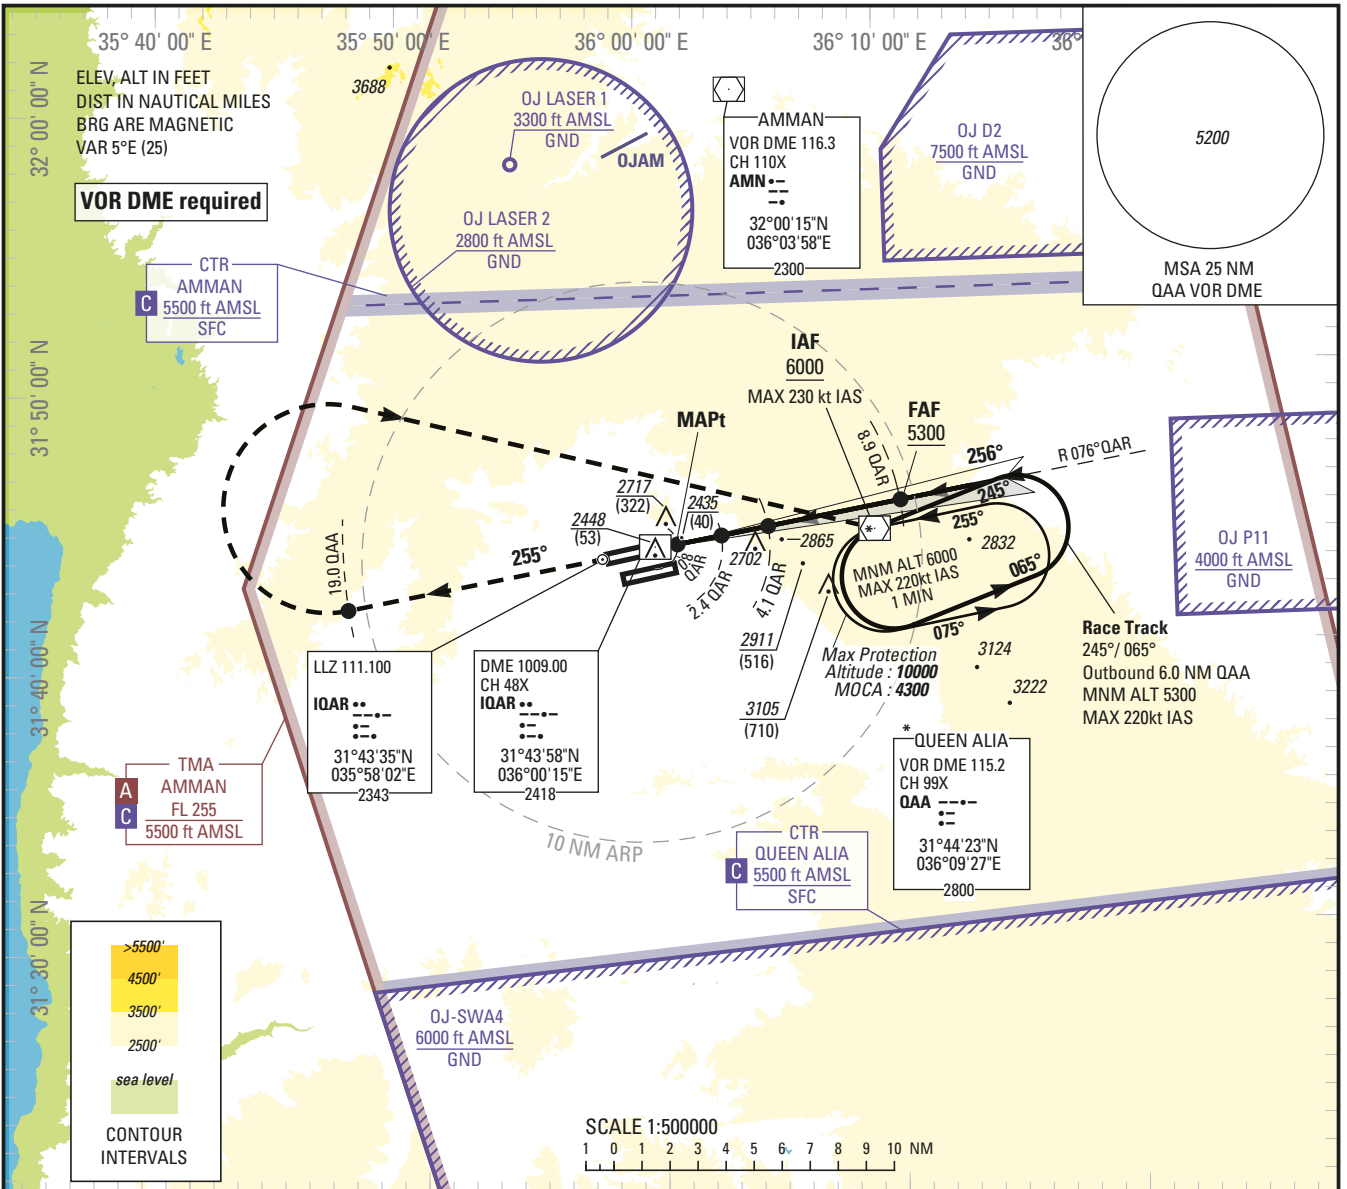 35° 40' 00" E
35° 50' 00" E
36° 00' 00" E
36° 10' 00" E
36°
ELEV, ALT IN FEET
DIST IN NAUTICAL MILES
BRG ARE MAGNETIC
VAR 5°E (25)
VOR DME required
3688
OJ LASER 1
3300 ft AMSL
GND
OJAM
OJ LASER 2
2800 ft AMSL
GND
AMMAN
VOR DME 116.3
CH 110X
AMN
32°00'15"N
036°03'58"E
2300
OJ D2
7500 ft AMSL
GND
5200
MSA 25 NM
QAA VOR DME
32° 00' 00" N
CTR
AMMAN
C
5500 ft AMSL
SFC
31° 50' 00" N
IAF
6000
MAX 230 kt IAS
FAF
5300
MAPt
8.9 QAR
256°
R 076°QAR
245°
255°
2717
(322)
2435
(40)
2448
(53)
2865
2832
2702
0.8
QAR
2.4 QAR
4.1 QAR
MNM ALT 6000
MAX 220kt IAS
1 MIN
065°
075°
255°
19.0 QAA
OJ P11
4000 ft AMSL
GND
2911
(516)
Max Protection
Altitude : 10000
MOCA : 4300
3124
3222
3105
(710)
Race Track
245°/ 065°
Outbound 6.0 NM QAA
MNM ALT 5300
MAX 220kt IAS
31° 40' 00" N
LLZ 111.100
IQAR
31°43'35"N
035°58'02"E
2343
DME 1009.00
CH 48X
IQAR
31°43'58"N
036°00'15"E
2418
*
QUEEN ALIA
VOR DME 115.2
CH 99X
QAA
31°44'23"N
036°09'27"E
2800
TMA
AMMAN
A
C
FL 255
5500 ft AMSL
10 NM ARP
CTR
QUEEN ALIA
C
5500 ft AMSL
SFC
31° 30' 00" N
>5500'
4500'
3500'
2500'
sea level
CONTOUR
INTERVALS
OJ-SWA4
6000 ft AMSL
GND
SCALE 1:500000
1 0 1 2 3 4 5 6 7 8 9 10 NM